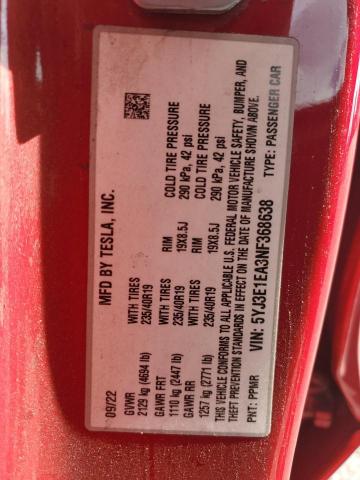 MFD BY TESLA, INC.
09/22
GVWR
2129 kg (4694 lb)
WITH TIRES
235/40R19
RIM
19X8.5J
COLD TIRE PRESSURE
290 kPa, 42 psi
GAWR FRT
1110 kg (2447 lb)
WITH TIRES
235/40R19
RIM
19X8.5J
COLD TIRE PRESSURE
290 kPa, 42 psi
GAWR RR
1257 kg (2771 lb)
THIS VEHICLE CONFORMS TO ALL APPLICABLE U.S. FEDERAL MOTOR VEHICLE SAFETY, BUMPER, AND
THEFT PREVENTION STANDARDS IN EFFECT ON THE DATE OF MANUFACTURE SHOWN ABOVE.
VIN: 5YJ3E1EA3NF368638
PNT: PPMR
TYPE: PASSENGER CAR